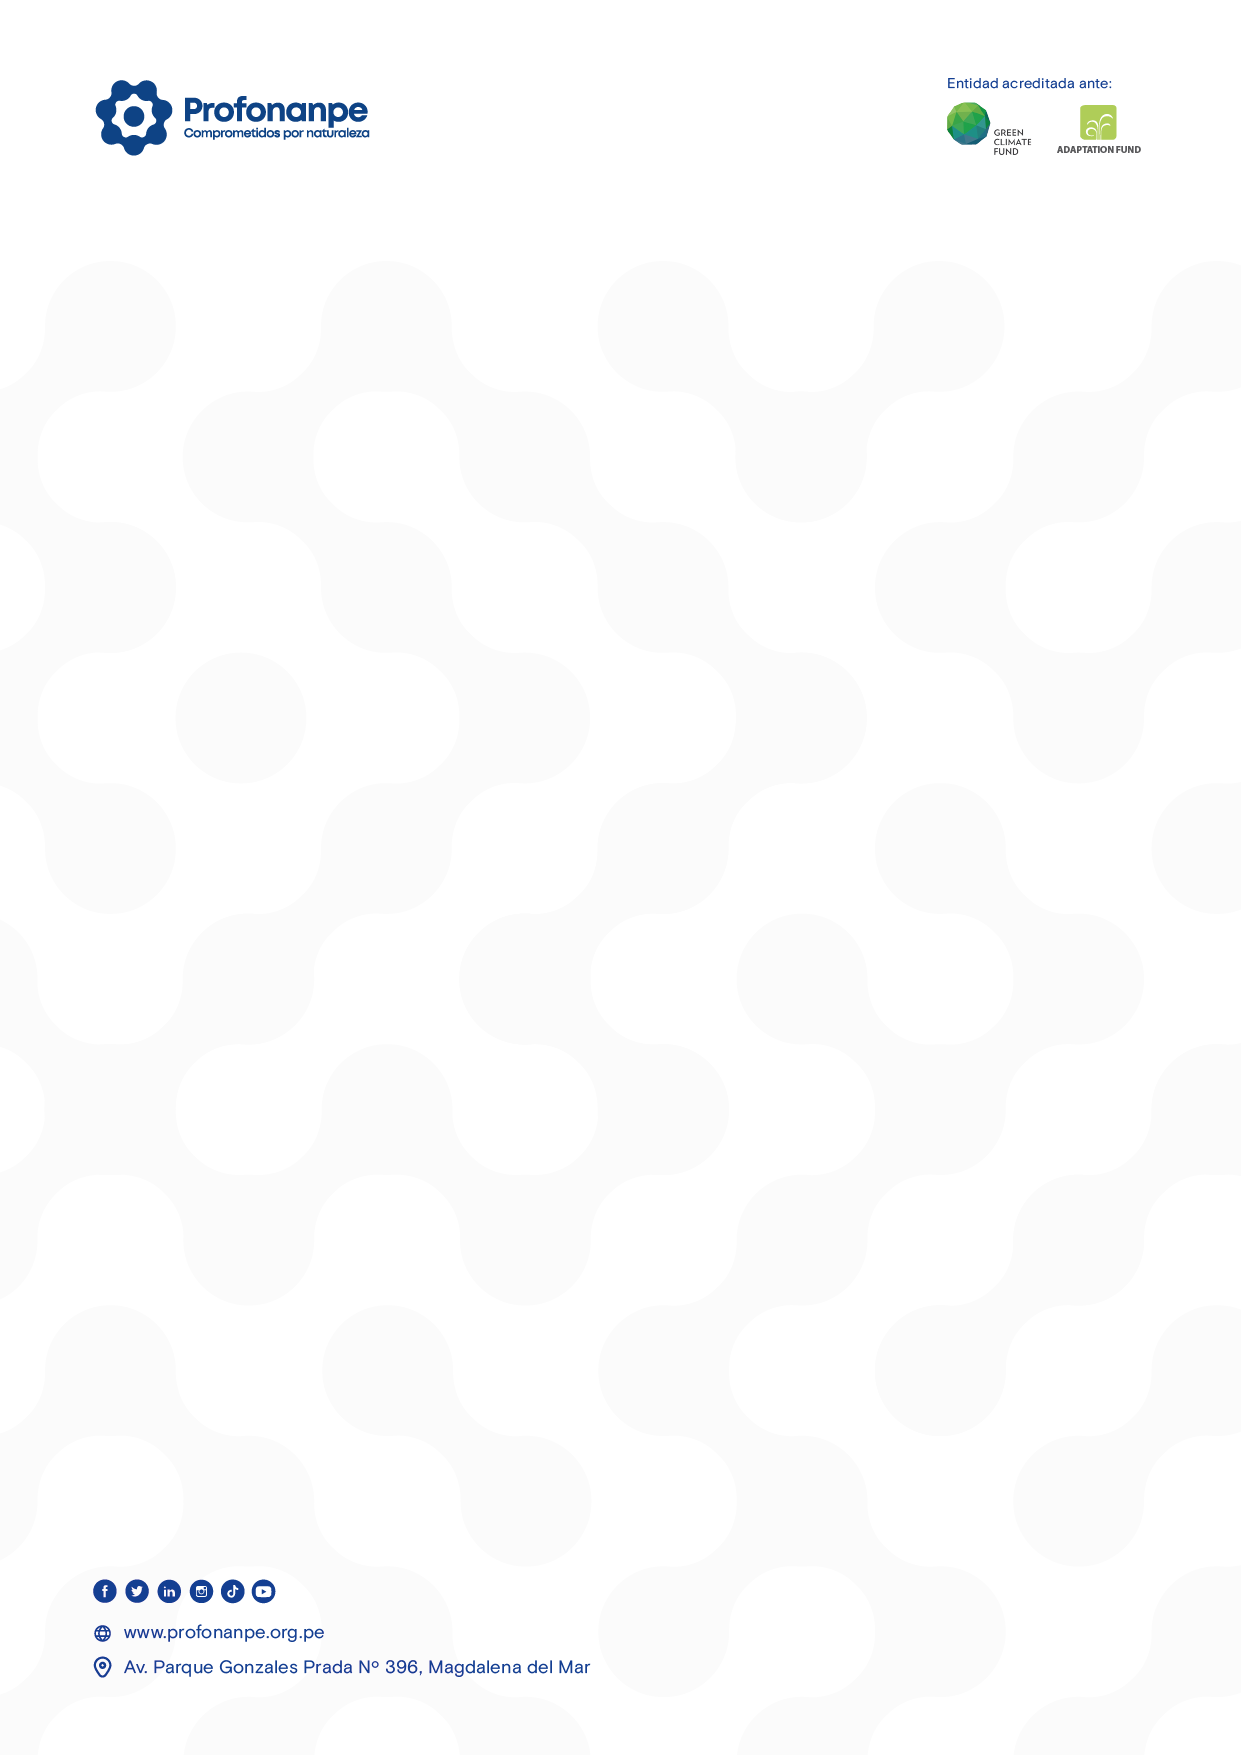 Entidad acreditada ante:
Profonanpe
Comprometidos por naturaleza
GREEN
CLIMATE
FUND
ADAPTATION FUND
www.profonanpe.org.pe
Av. Parque Gonzales Prada Nº 396, Magdalena del Mar